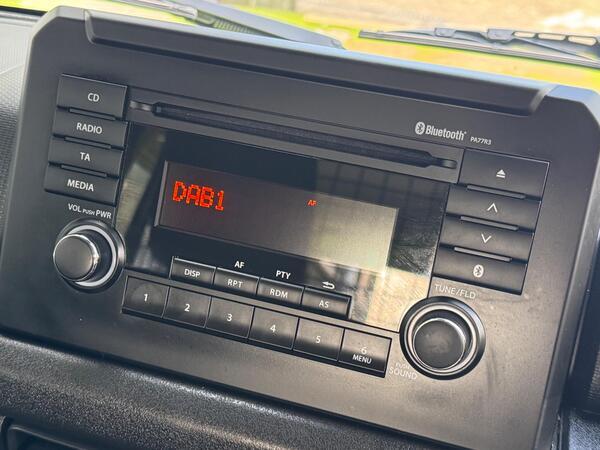 CD
RADIO
TA
MEDIA
Bluetooth® PA77R3
DAB1
AF
VOL PUSH PWR
AF
PTY
DISP
RPT
RDM
AS
1
2
3
4
5
6
MENU
TUNE/FLD
PUSH
SOUND